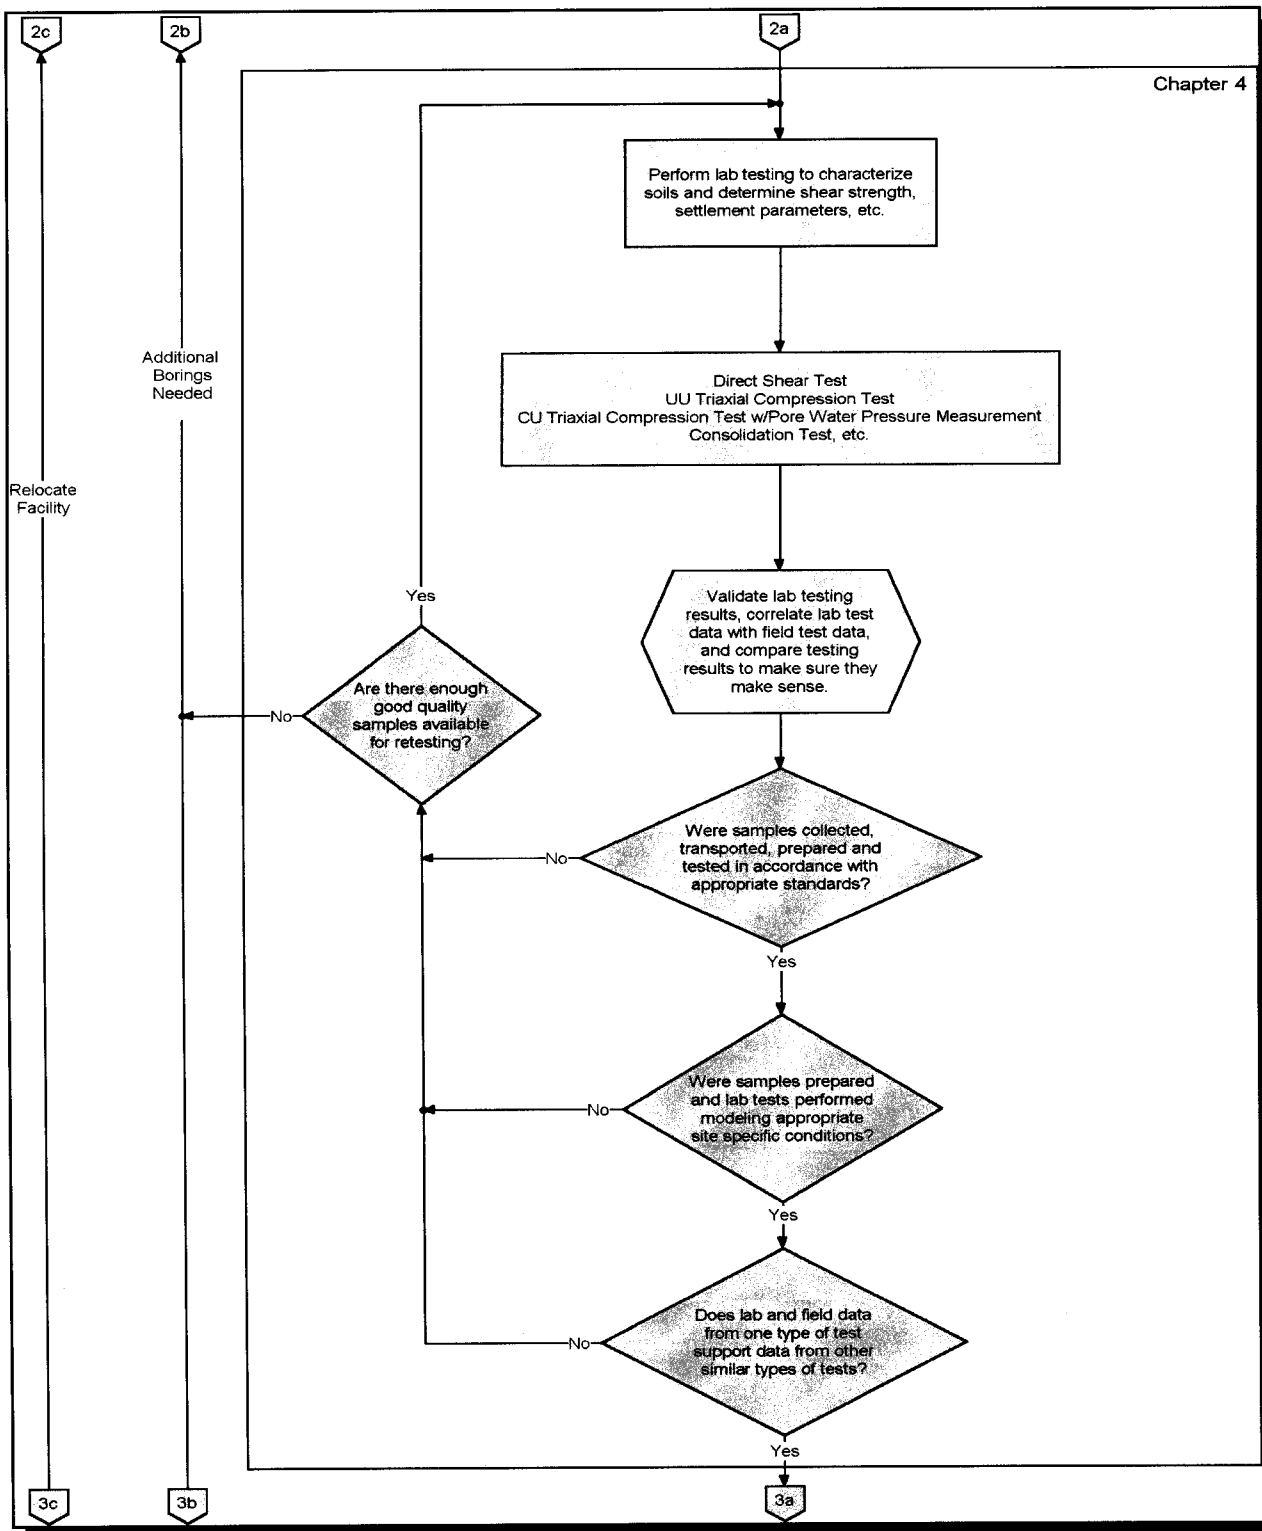 2c
2b
2a
Chapter 4
Perform lab testing to characterize
soils and determine shear strength,
settlement parameters, etc.
Additional
Borings
Needed
Direct Shear Test
UU Triaxial Compression Test
CU Triaxial Compression Test w/Pore Water Pressure Measurement
Consolidation Test, etc.
Relocate
Facility
Yes
Validate lab testing
results, correlate lab test
data with field test data,
and compare testing
results to make sure they
make sense.
Are there enough
good quality
samples available
for retesting?
No
Were samples collected,
transported, prepared and
tested in accordance with
appropriate standards?
No
Yes
Were samples prepared
and lab tests performed
modeling appropriate
site specific conditions?
No
Yes
Does lab and field data
from one type of test
support data from other
similar types of tests?
No
Yes
3c
3b
3a